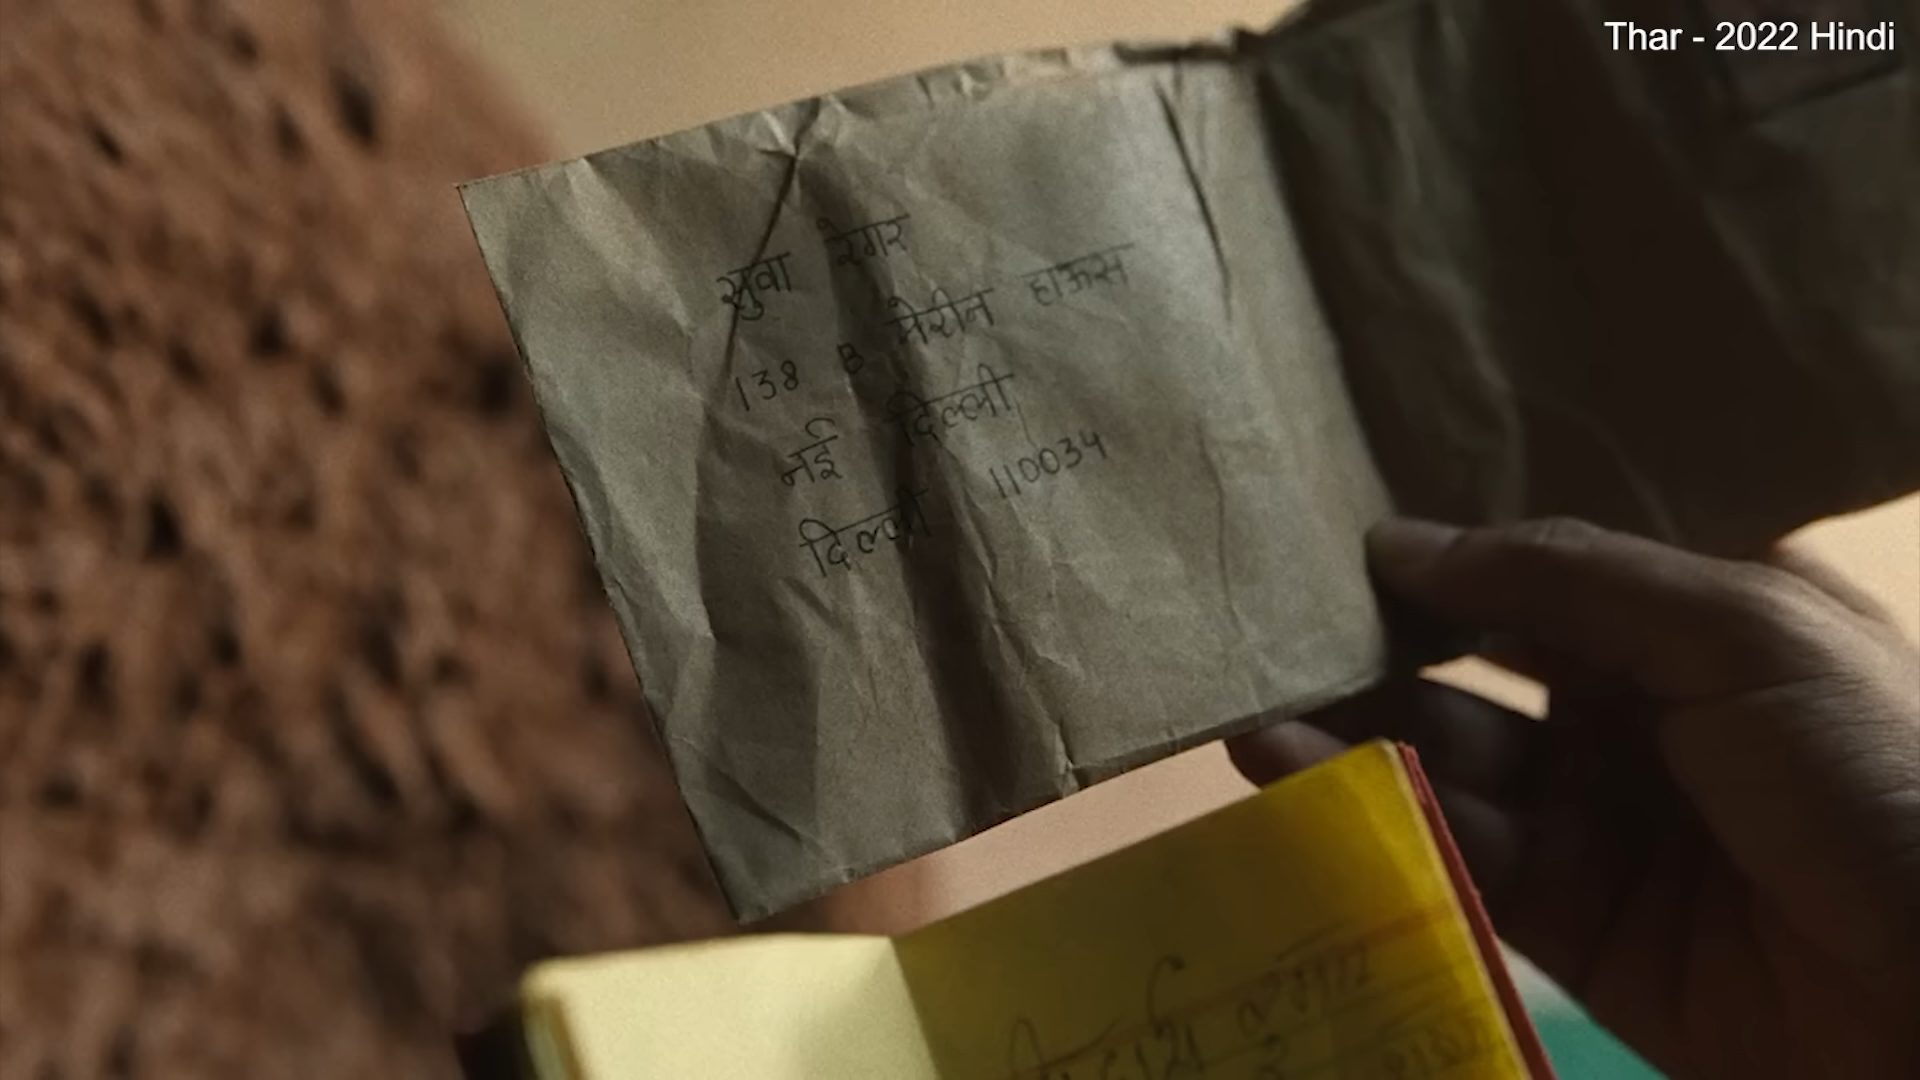 Thar - 2022 Hindi
सुवा रेगर
138 B मेरीन हाऊस
नई दिल्ली,
दिल्ली 110034